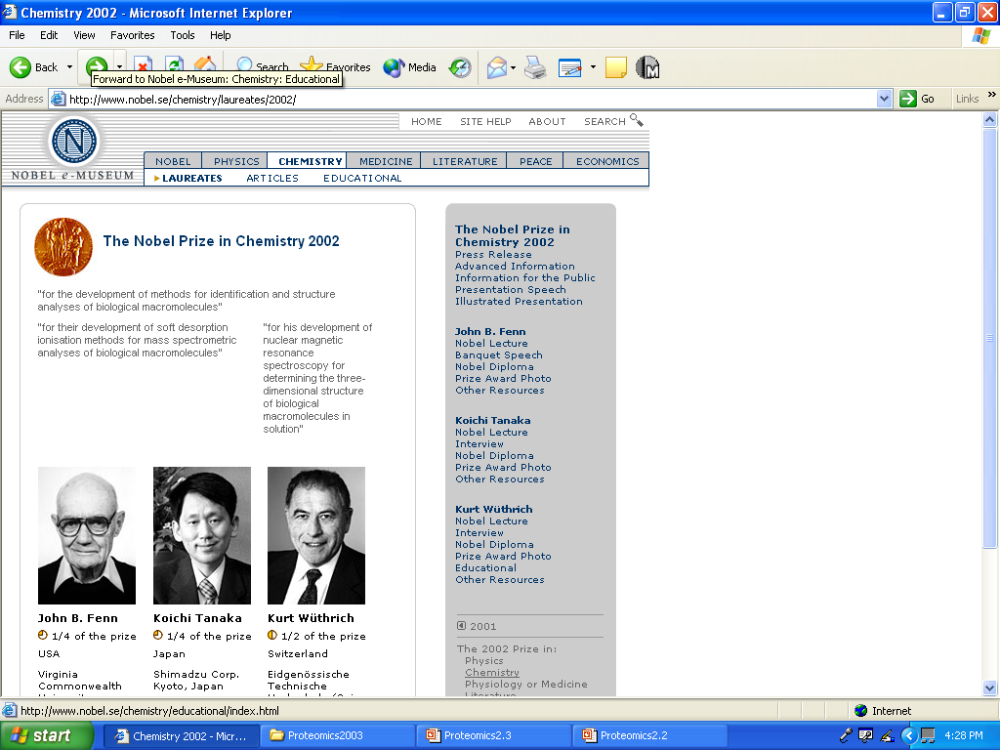 Chemistry 2002 - Microsoft Internet Explorer
File Edit View Favorites Tools Help
Back Search Favorites Media
Forward to Nobel e-Museum: Chemistry: Educational
Address http://www.nobel.se/chemistry/laureates/2002/ Go Links »
HOME SITE HELP ABOUT SEARCH
N
NOBEL e-MUSEUM
NOBEL PHYSICS CHEMISTRY MEDICINE LITERATURE PEACE ECONOMICS
LAUREATES ARTICLES EDUCATIONAL
The Nobel Prize in Chemistry 2002
"for the development of methods for identification and structure
analyses of biological macromolecules"
"for their development of soft desorption
ionisation methods for mass spectrometric
analyses of biological macromolecules"
"for his development of
nuclear magnetic
resonance
spectroscopy for
determining the three-
dimensional structure
of biological
macromolecules in
solution"
John B. Fenn
1/4 of the prize
USA
Virginia
Commonwealth
Koichi Tanaka
1/4 of the prize
Japan
Shimadzu Corp.
Kyoto, Japan
Kurt Wüthrich
1/2 of the prize
Switzerland
Eidgenössische
Technische
The Nobel Prize in
Chemistry 2002
Press Release
Advanced Information
Information for the Public
Presentation Speech
Illustrated Presentation
John B. Fenn
Nobel Lecture
Banquet Speech
Nobel Diploma
Prize Award Photo
Other Resources
Koichi Tanaka
Nobel Lecture
Interview
Nobel Diploma
Prize Award Photo
Other Resources
Kurt Wüthrich
Nobel Lecture
Interview
Nobel Diploma
Prize Award Photo
Educational
Other Resources
2001
The 2002 Prize in:
Physics
Chemistry
Physiology or Medicine
Literature
http://www.nobel.se/chemistry/educational/index.html Internet
start Chemistry 2002 - Micr... Proteomics2003 Proteomics2.3 Proteomics2.2 4:28 PM